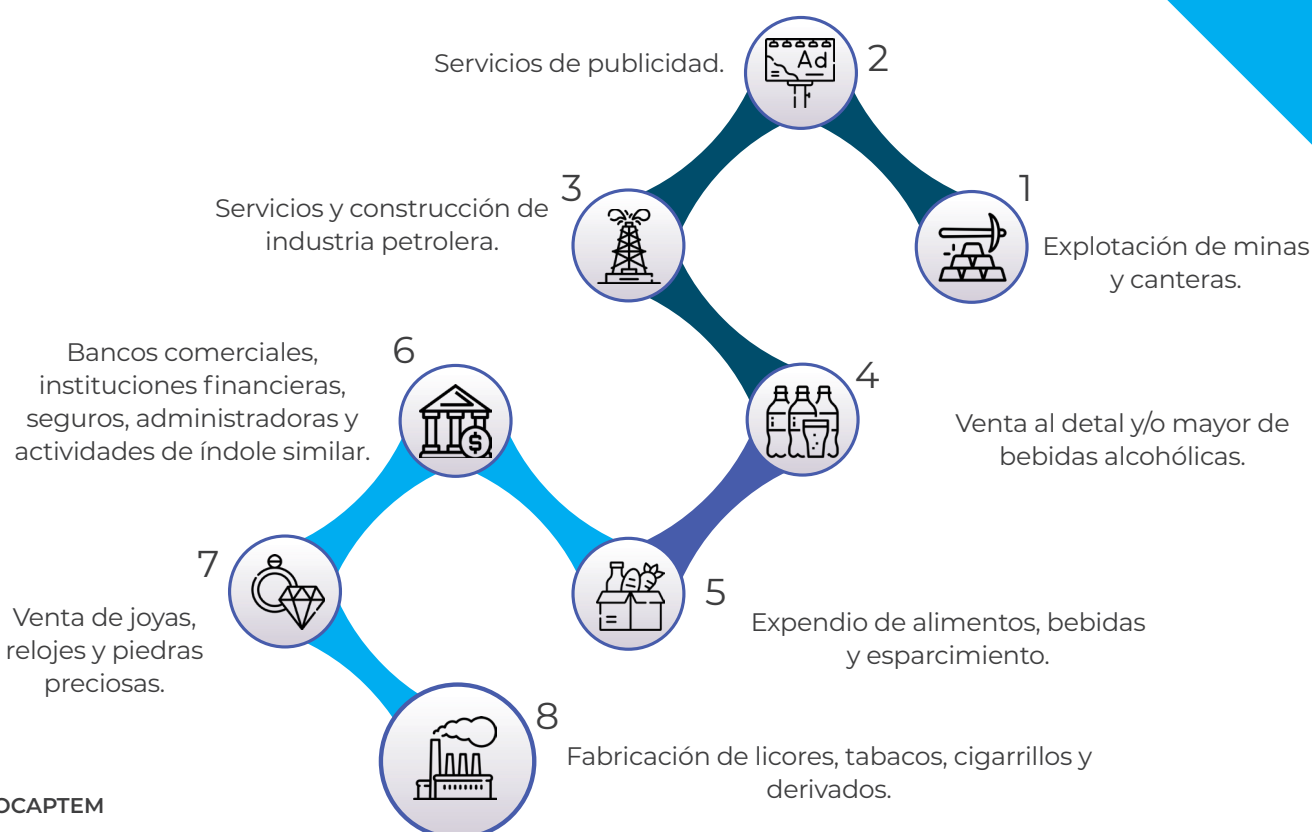 Servicios de publicidad.
Ad
2
3
Servicios y construcción de
industria petrolera.
1
Explotación de minas
y canteras.
6
Bancos comerciales,
instituciones financieras,
seguros, administradoras y
actividades de índole similar.
4
Venta al detal y/o mayor de
bebidas alcohólicas.
$
7
Venta de joyas,
relojes y piedras
preciosas.
5
Expendio de alimentos, bebidas
y esparcimiento.
8
Fabricación de licores, tabacos, cigarrillos y
derivados.
OCAPTEM